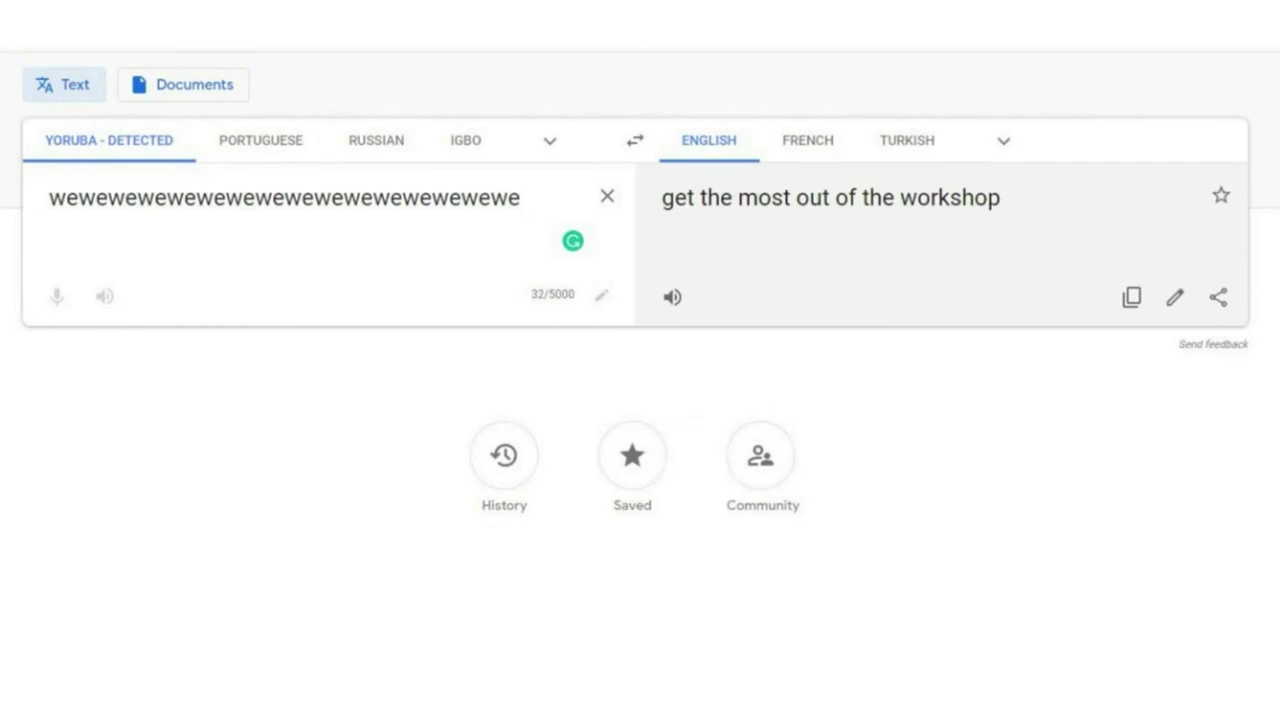 Text Documents
YORUBA - DETECTED PORTUGUESE RUSSIAN IGBO ENGLISH FRENCH TURKISH
wewewewewewewewewewewewewewewewe get the most out of the workshop
32/5000
Send feedback
History Saved Community